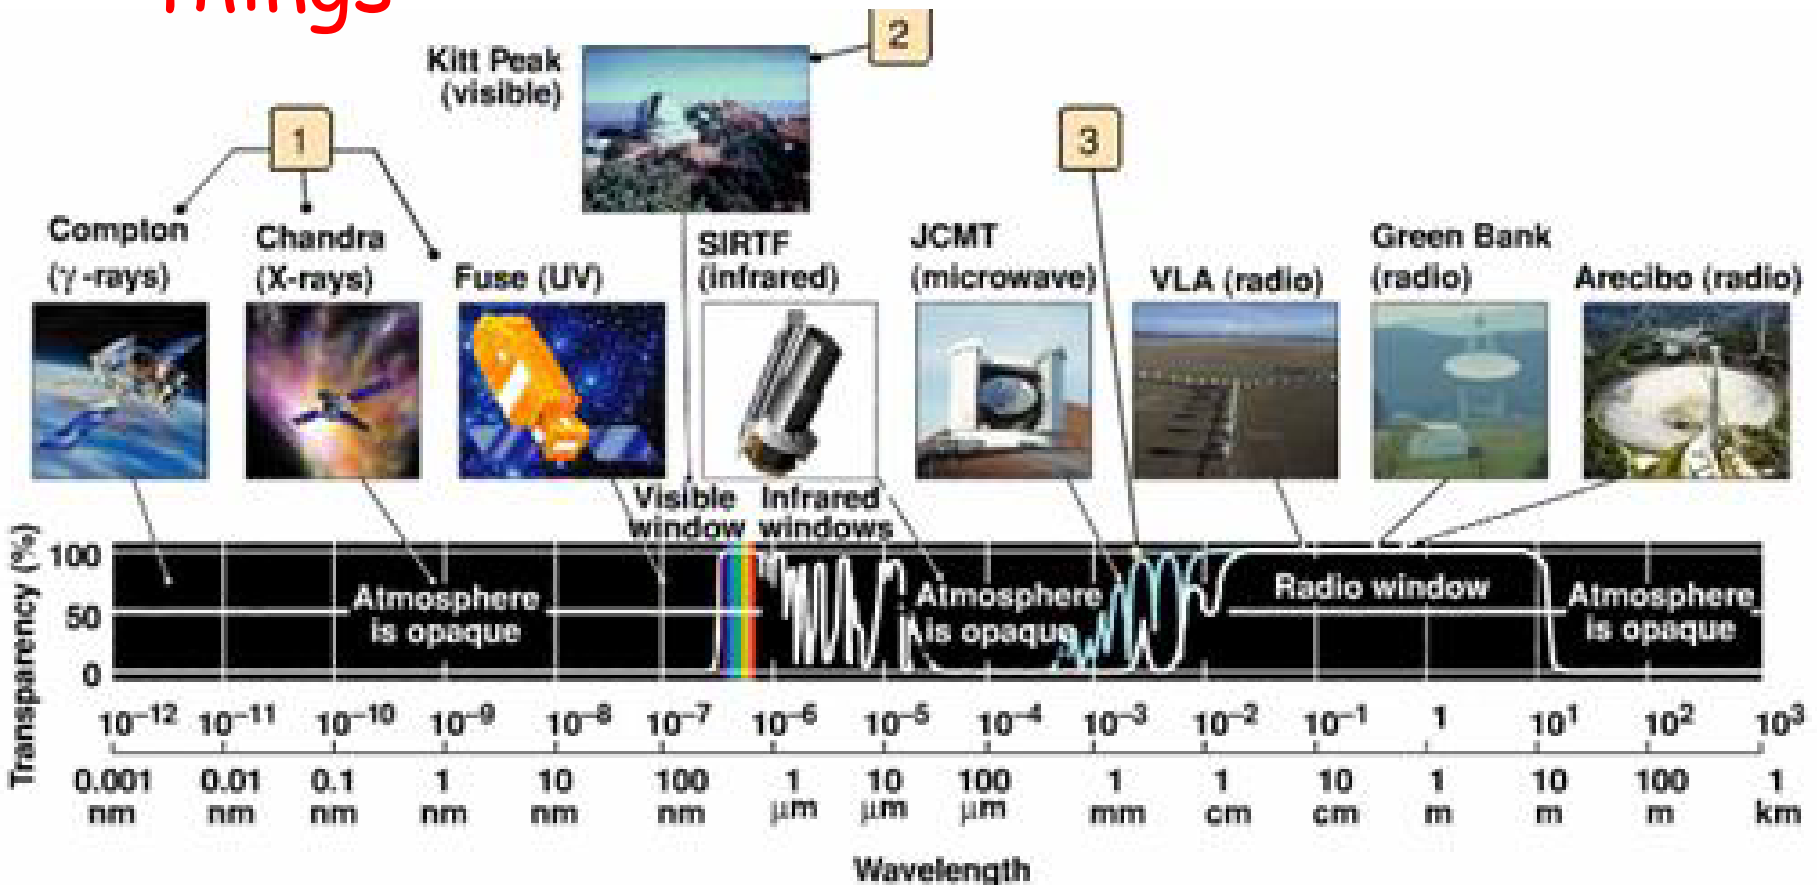 Things
2
Kitt Peak
(visible)
1
3
Compton
(γ -rays)
Chandra
(X-rays)
Fuse (UV)
SIRTF
(infrared)
JCMT
(microwave)
VLA (radio)
Green Bank
(radio)
Arecibo (radio)
Visible
window
Infrared
windows
Transparency (%)
100
50
0
Atmosphere
is opaque
Atmosphere
is opaque
Radio window
Atmosphere
is opaque
10⁻¹² 10⁻¹¹ 10⁻¹⁰ 10⁻⁹ 10⁻⁸ 10⁻⁷ 10⁻⁶ 10⁻⁵ 10⁻⁴ 10⁻³ 10⁻² 10⁻¹ 1 10¹ 10² 10³
0.001 0.01 0.1 1 10 100 1 10 100 1 1 10 1 10 100 1
nm nm nm nm nm nm µm µm µm mm cm cm m m m km
Wavelength